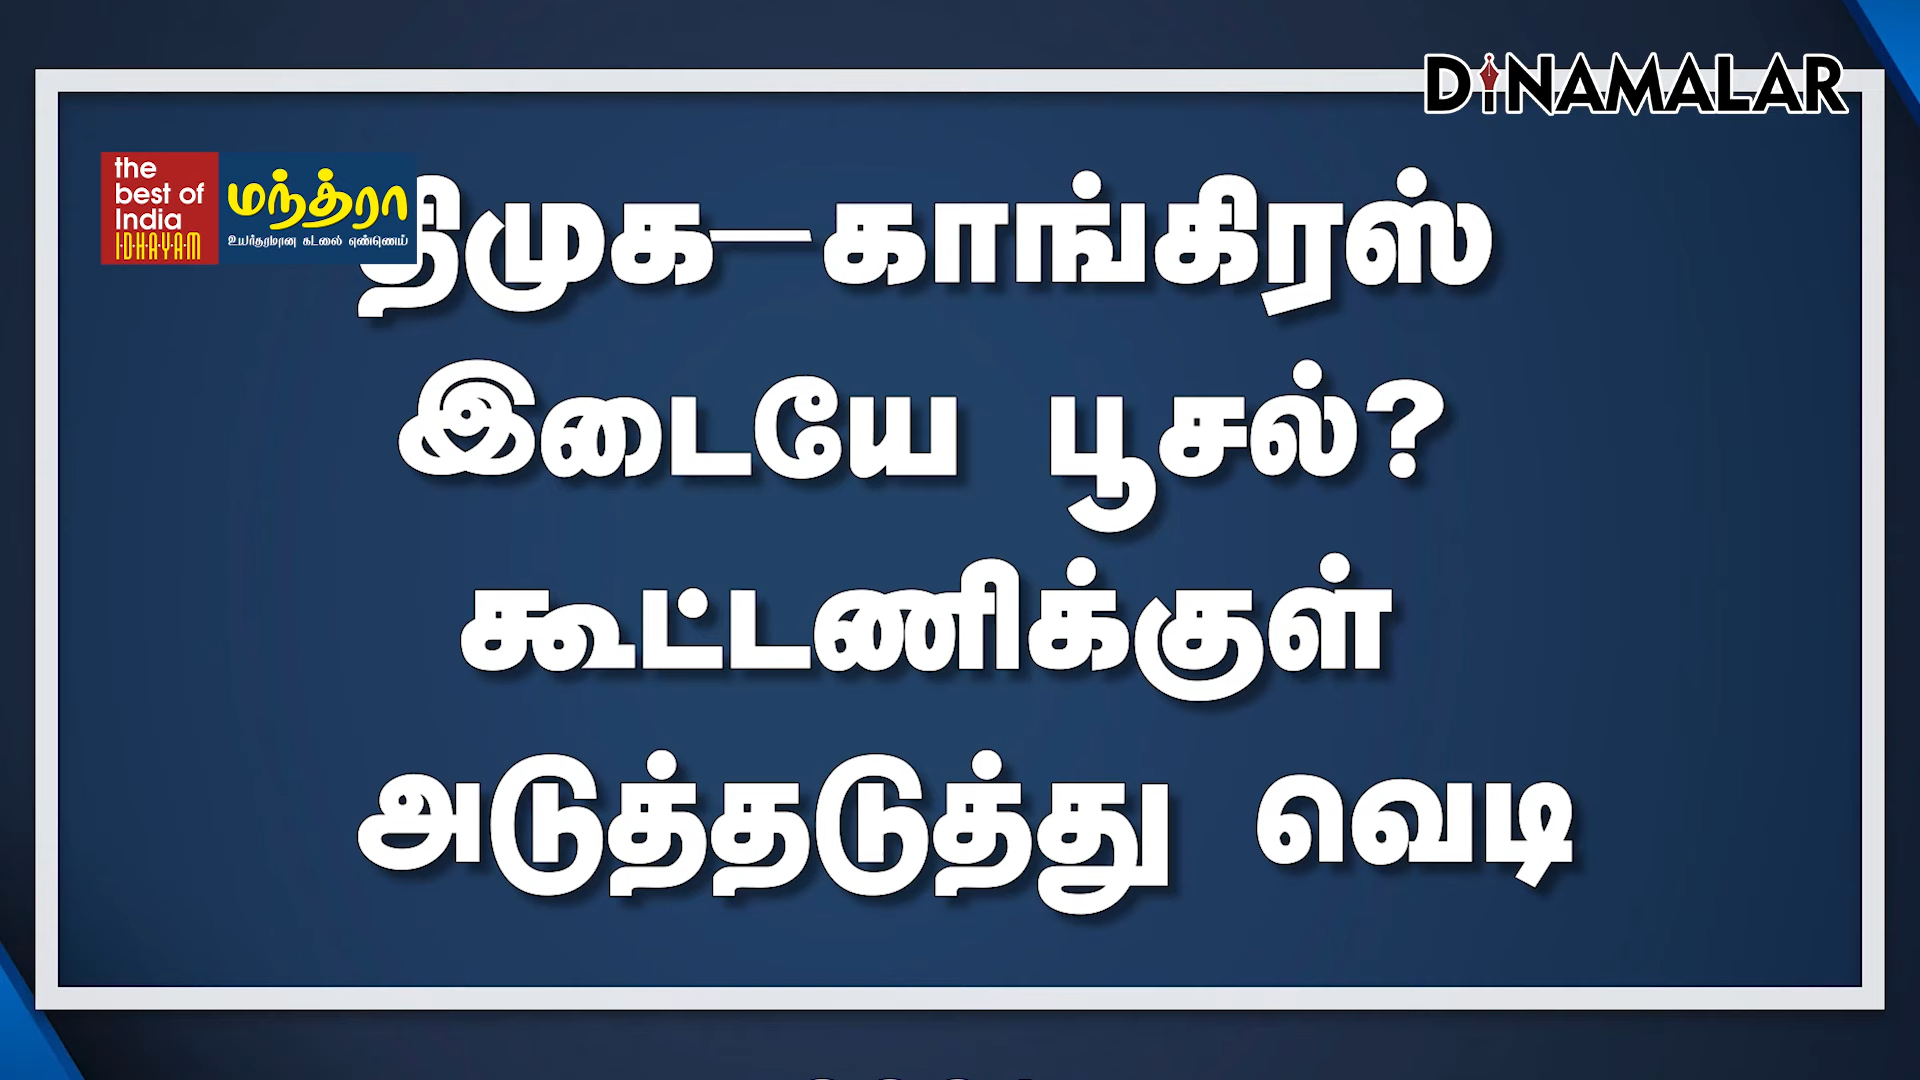 DINAMALAR
the
best of
India
IDHAYAM
மந்த்ரா
உயர்தரமான கடலை எண்ணெய்
திமுக-காங்கிரஸ்
இடையே பூசல்?
கூட்டணிக்குள்
அடுத்தடுத்து வெடி